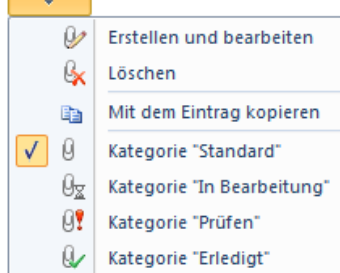 Erstellen und bearbeiten
Löschen
Mit dem Eintrag kopieren
Kategorie "Standard"
Kategorie "In Bearbeitung"
Kategorie "Prüfen"
Kategorie "Erledigt"